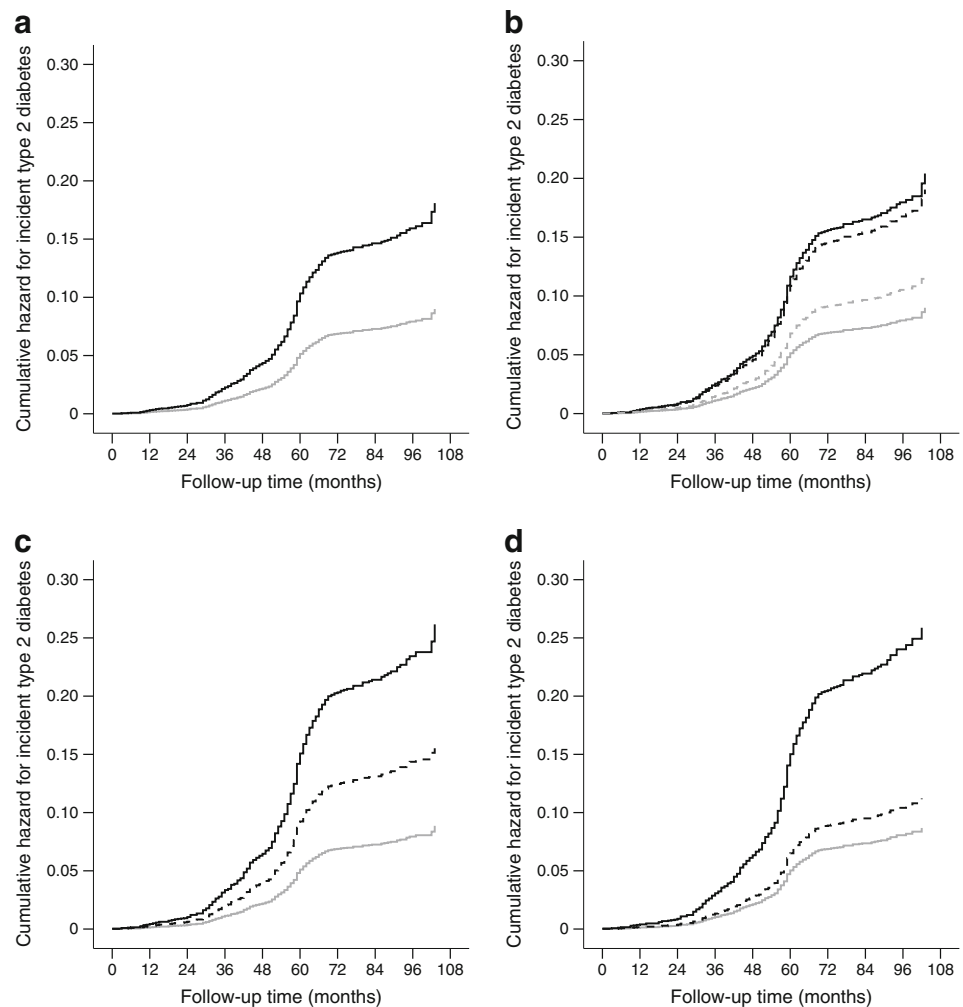 a
Cumulative hazard for incident type 2 diabetes
0.30
0.25
0.20
0.15
0.10
0.05
0
0 12 24 36 48 60 72 84 96 108
Follow-up time (months)
b
Cumulative hazard for incident type 2 diabetes
0.30
0.25
0.20
0.15
0.10
0.05
0
0 12 24 36 48 60 72 84 96 108
Follow-up time (months)
c
Cumulative hazard for incident type 2 diabetes
0.30
0.25
0.20
0.15
0.10
0.05
0
0 12 24 36 48 60 72 84 96 108
Follow-up time (months)
d
Cumulative hazard for incident type 2 diabetes
0.30
0.25
0.20
0.15
0.10
0.05
0
0 12 24 36 48 60 72 84 96 108
Follow-up time (months)